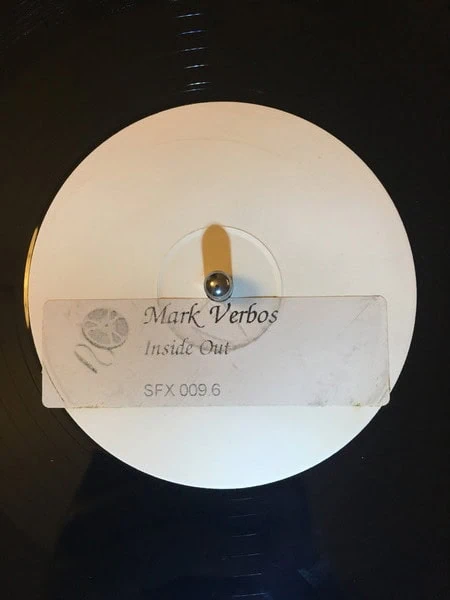 Mark Verbos
Inside Out
SFX 009.6